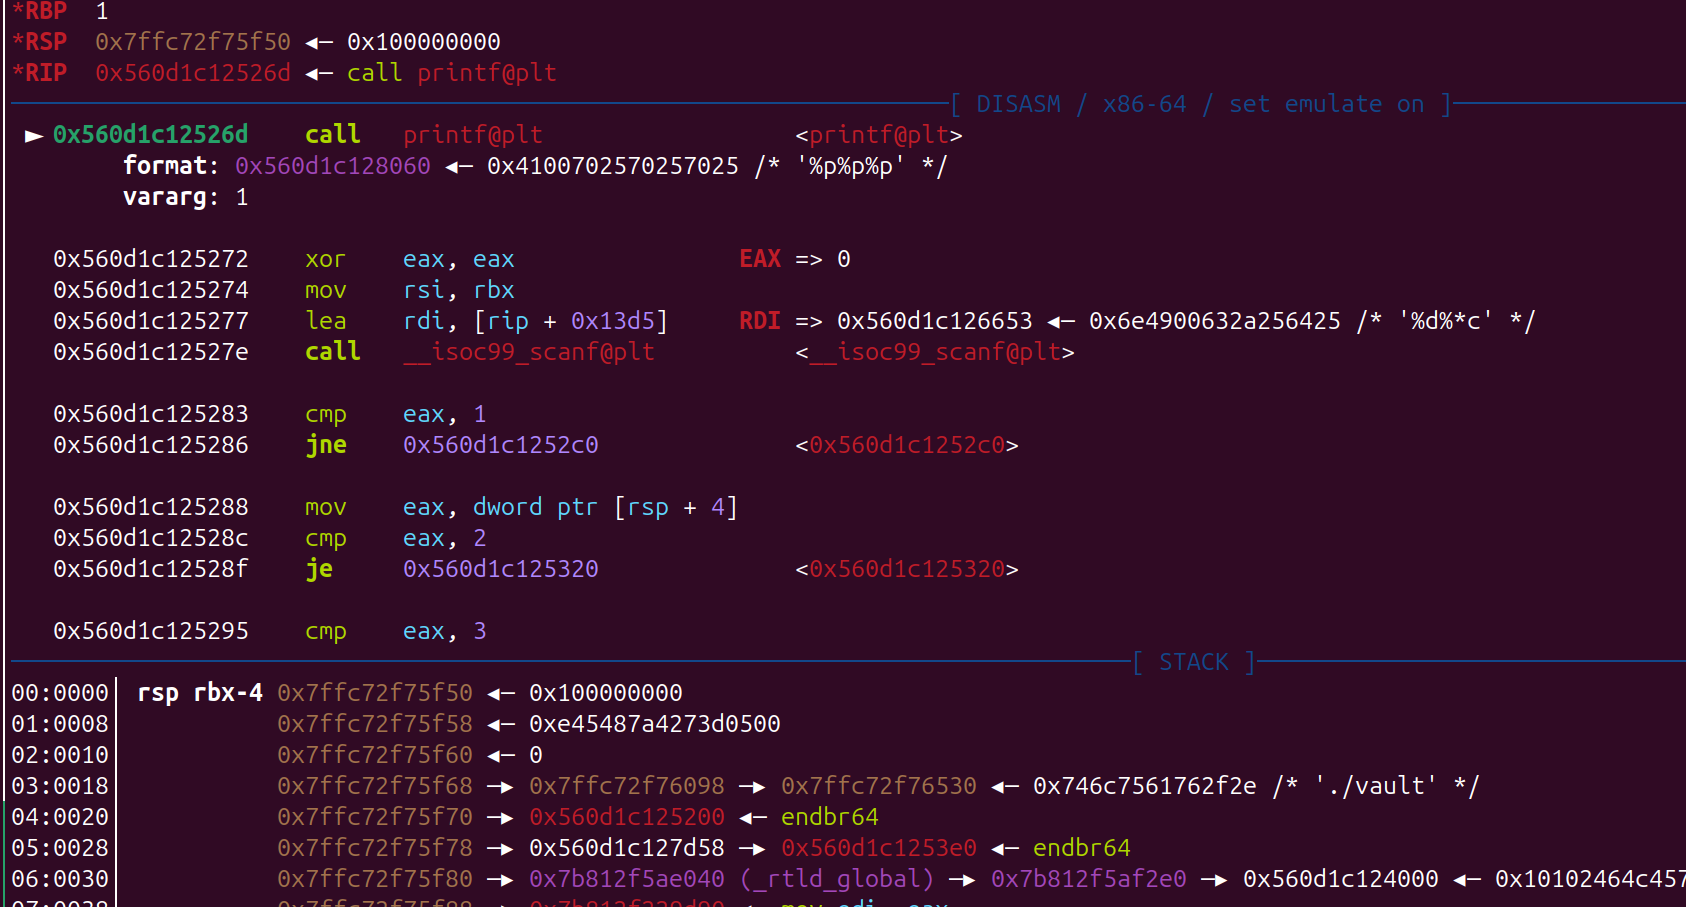 *RBP  1
*RSP  0x7ffc72f75f50 ◂— 0x100000000
*RIP  0x560d1c12526d ◂— call printf@plt
[ DISASM / x86-64 / set emulate on ]
► 0x560d1c12526d    call   printf@plt                  <printf@plt>
format: 0x560d1c128060 ◂— 0x4100702570257025 /* '%p%p%p' */
vararg: 1
0x560d1c125272    xor    eax, eax                EAX => 0
0x560d1c125274    mov    rsi, rbx
0x560d1c125277    lea    rdi, [rip + 0x13d5]     RDI => 0x560d1c126653 ◂— 0x6e4900632a256425 /* '%d%*c' */
0x560d1c12527e    call   __isoc99_scanf@plt          <__isoc99_scanf@plt>
0x560d1c125283    cmp    eax, 1
0x560d1c125286    jne    0x560d1c1252c0              <0x560d1c1252c0>
0x560d1c125288    mov    eax, dword ptr [rsp + 4]
0x560d1c12528c    cmp    eax, 2
0x560d1c12528f    je     0x560d1c125320              <0x560d1c125320>
0x560d1c125295    cmp    eax, 3
[ STACK ]
00:0000│ rsp rbx-4 0x7ffc72f75f50 ◂— 0x100000000
01:0008│           0x7ffc72f75f58 ◂— 0xe45487a4273d0500
02:0010│           0x7ffc72f75f60 ◂— 0
03:0018│           0x7ffc72f75f68 —▸ 0x7ffc72f76098 —▸ 0x7ffc72f76530 ◂— 0x746c7561762f2e /* './vault' */
04:0020│           0x7ffc72f75f70 —▸ 0x560d1c125200 ◂— endbr64
05:0028│           0x7ffc72f75f78 —▸ 0x560d1c127d58 —▸ 0x560d1c1253e0 ◂— endbr64
06:0030│           0x7ffc72f75f80 —▸ 0x7b812f5ae040 (_rtld_global) —▸ 0x7b812f5af2e0 —▸ 0x560d1c124000 ◂— 0x10102464c457